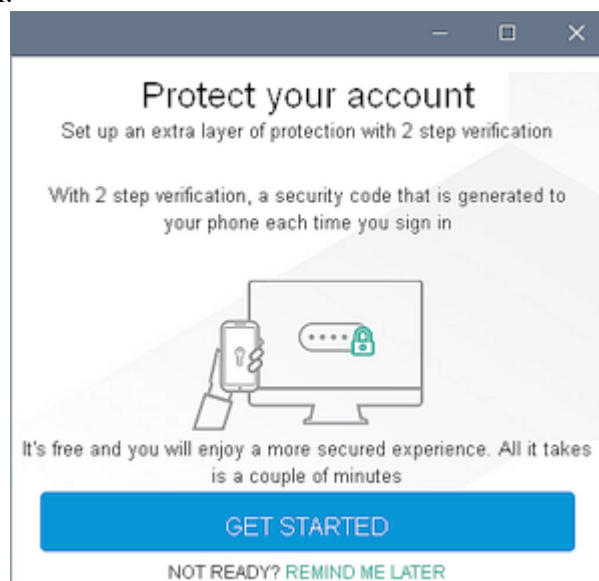 Protect your account
Set up an extra layer of protection with 2 step verification
With 2 step verification, a security code that is generated to
your phone each time you sign in
It's free and you will enjoy a more secured experience. All it takes
is a couple of minutes
GET STARTED
NOT READY? REMIND ME LATER